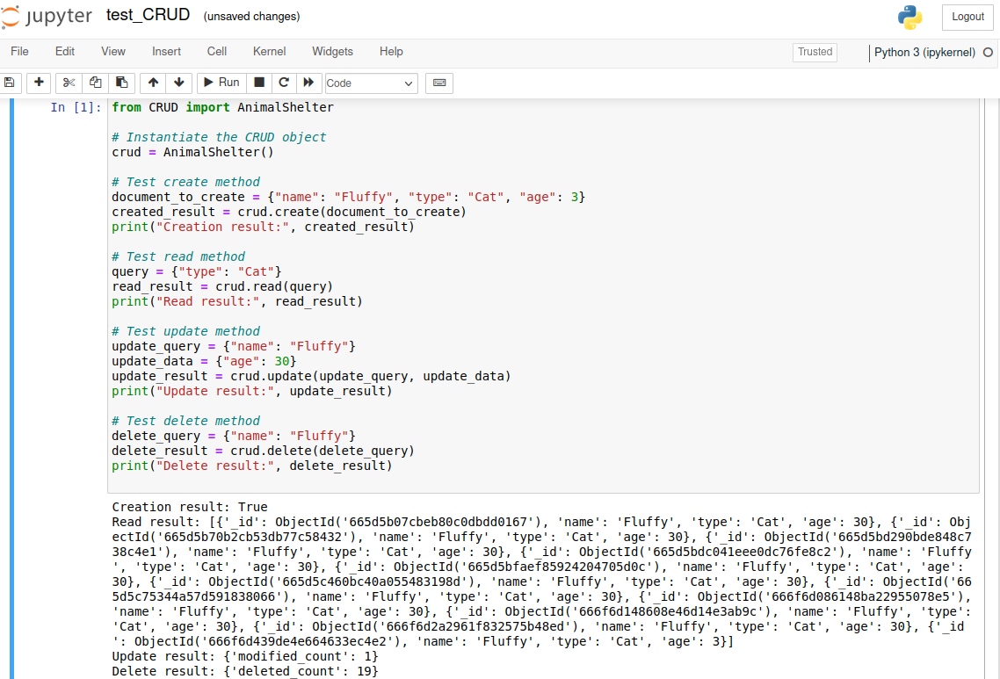 jupyter test_CRUD (unsaved changes) Logout
File Edit View Insert Cell Kernel Widgets Help Trusted Python 3 (ipykernel)
Run Code
In [1]: from CRUD import AnimalShelter
# Instantiate the CRUD object
crud = AnimalShelter()
# Test create method
document_to_create = {"name": "Fluffy", "type": "Cat", "age": 3}
created_result = crud.create(document_to_create)
print("Creation result:", created_result)
# Test read method
query = {"type": "Cat"}
read_result = crud.read(query)
print("Read result:", read_result)
# Test update method
update_query = {"name": "Fluffy"}
update_data = {"age": 30}
update_result = crud.update(update_query, update_data)
print("Update result:", update_result)
# Test delete method
delete_query = {"name": "Fluffy"}
delete_result = crud.delete(delete_query)
print("Delete result:", delete_result)
Creation result: True
Read result: [{'_id': ObjectId('665d5b07cbeb80c0dbdd0167'), 'name': 'Fluffy', 'type': 'Cat', 'age': 30}, {'_id': Obj
ectId('665d5b70b2cb53db77c58432'), 'name': 'Fluffy', 'type': 'Cat', 'age': 30}, {'_id': ObjectId('665d5bd290bde848c7
38c4e1'), 'name': 'Fluffy', 'type': 'Cat', 'age': 30}, {'_id': ObjectId('665d5bdc041eee0dc76fe8c2'), 'name': 'Fluffy
', 'type': 'Cat', 'age': 30}, {'_id': ObjectId('665d5bfaef85924204705d0c'), 'name': 'Fluffy', 'type': 'Cat', 'age':
30}, {'_id': ObjectId('665d5c460bc40a055483198d'), 'name': 'Fluffy', 'type': 'Cat', 'age': 30}, {'_id': ObjectId('66
5d5c75344a57d591838066'), 'name': 'Fluffy', 'type': 'Cat', 'age': 30}, {'_id': ObjectId('666f6d086148ba22955078e5'),
'name': 'Fluffy', 'type': 'Cat', 'age': 30}, {'_id': ObjectId('666f6d148608e46d14e3ab9c'), 'name': 'Fluffy', 'type':
'Cat', 'age': 30}, {'_id': ObjectId('666f6d2a2961f832575b48ed'), 'name': 'Fluffy', 'type': 'Cat', 'age': 30}, {'_id
': ObjectId('666f6d439de4e664633ec4e2'), 'name': 'Fluffy', 'type': 'Cat', 'age': 3}]
Update result: {'modified_count': 1}
Delete result: {'deleted_count': 19}